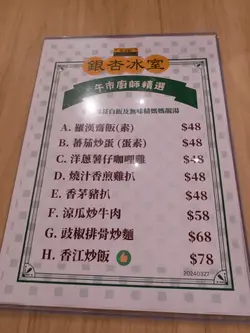 銀杏冰室
午市廚師精選
A. 羅漢齋飯(素) $48
B. 蕃茄炒蛋(蛋素) $48
C. 洋蔥薯仔咖喱雞 $48
D. 燒汁香煎雞扒 $48
E. 香茅豬扒 $48
F. 涼瓜炒牛肉 $58
G. 豉椒排骨炒麵 $68
H. 香江炒飯 $78
20240327